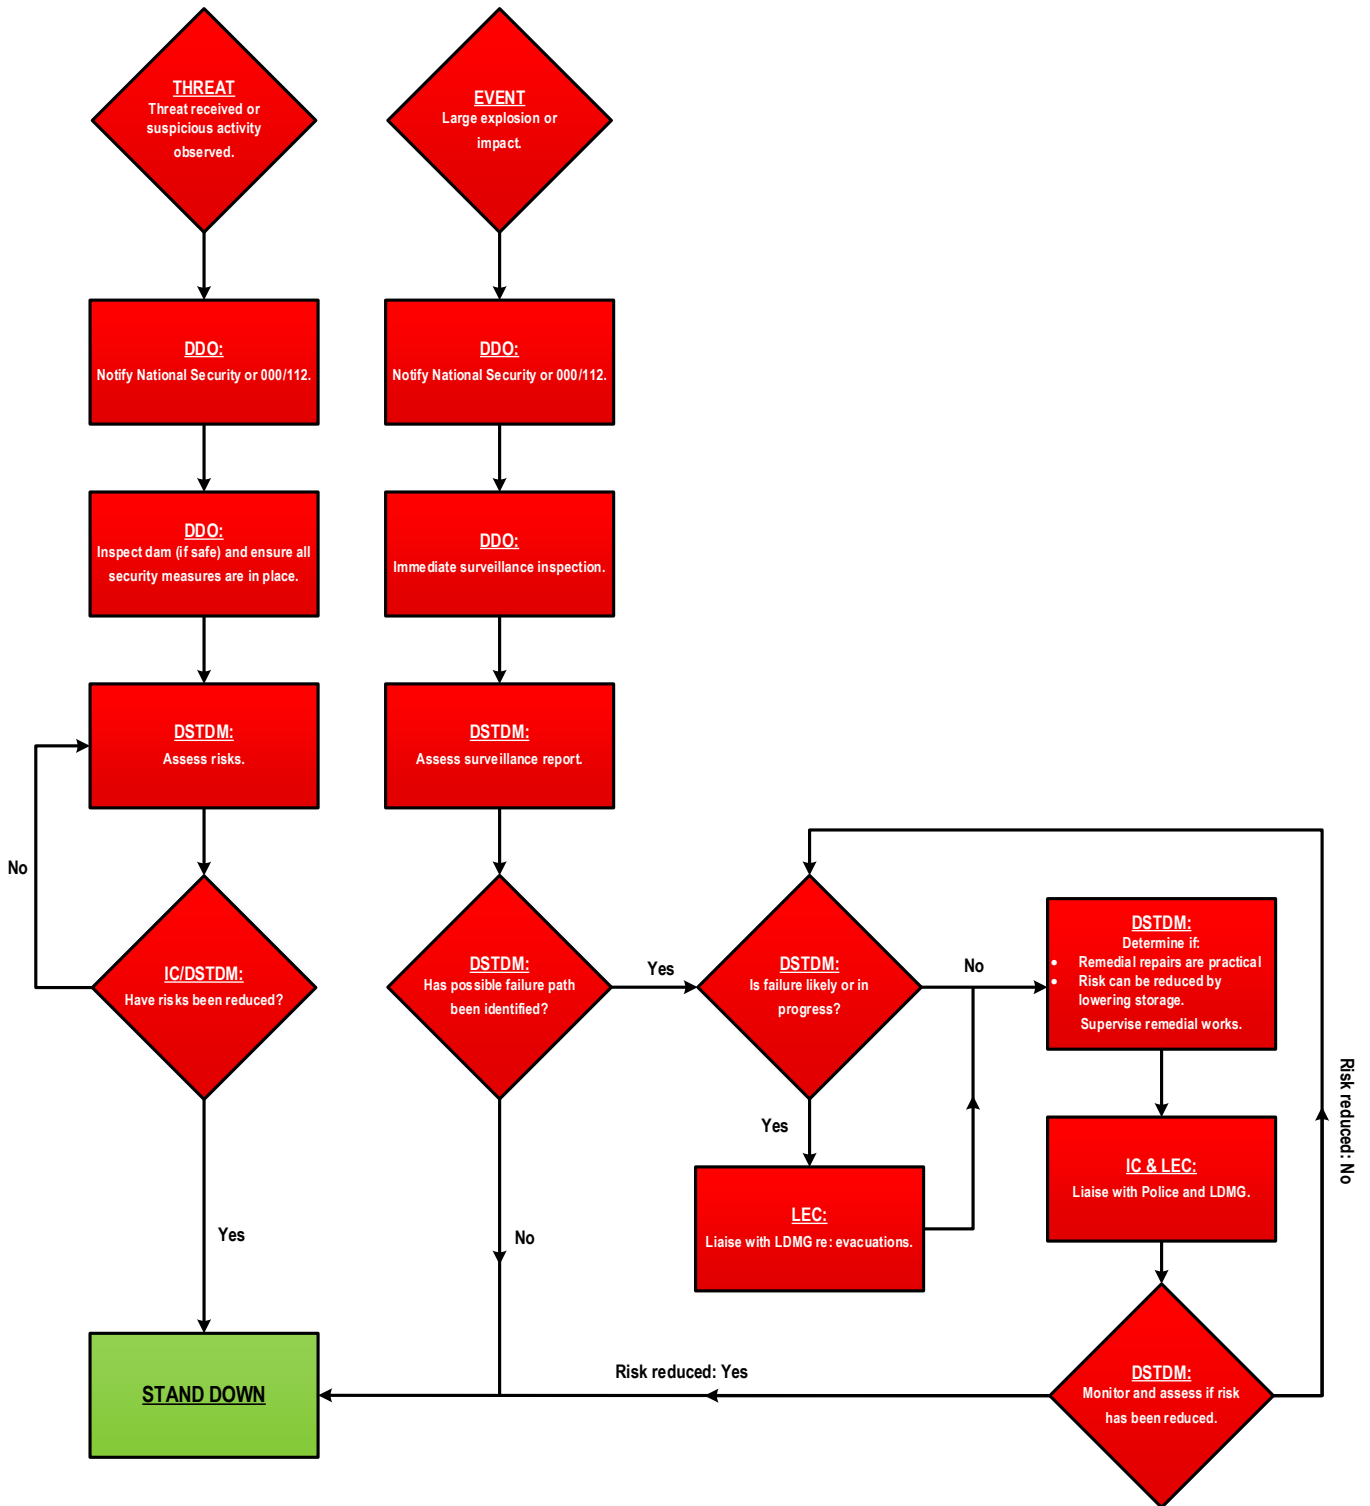 THREAT
Threat received or
suspicious activity
observed.
EVENT
Large explosion or
impact.
DDO:
Notify National Security or 000/112.
DDO:
Notify National Security or 000/112.
DDO:
Inspect dam (if safe) and ensure all
security measures are in place.
DDO:
Immediate surveillance inspection.
DSTDM:
Assess risks.
DSTDM:
Assess surveillance report.
No
IC/DSTDM:
Have risks been reduced?
DSTDM:
Has possible failure path
been identified?
Yes
DSTDM:
Is failure likely or in
progress?
No
DSTDM:
Determine if:
• Remedial repairs are practical
• Risk can be reduced by
lowering storage.
Supervise remedial works.
Yes
LEC:
Liaise with LDMG re: evacuations.
IC & LEC:
Liaise with Police and LDMG.
Risk reduced: No
Yes
No
STAND DOWN
Risk reduced: Yes
DSTDM:
Monitor and assess if risk
has been reduced.